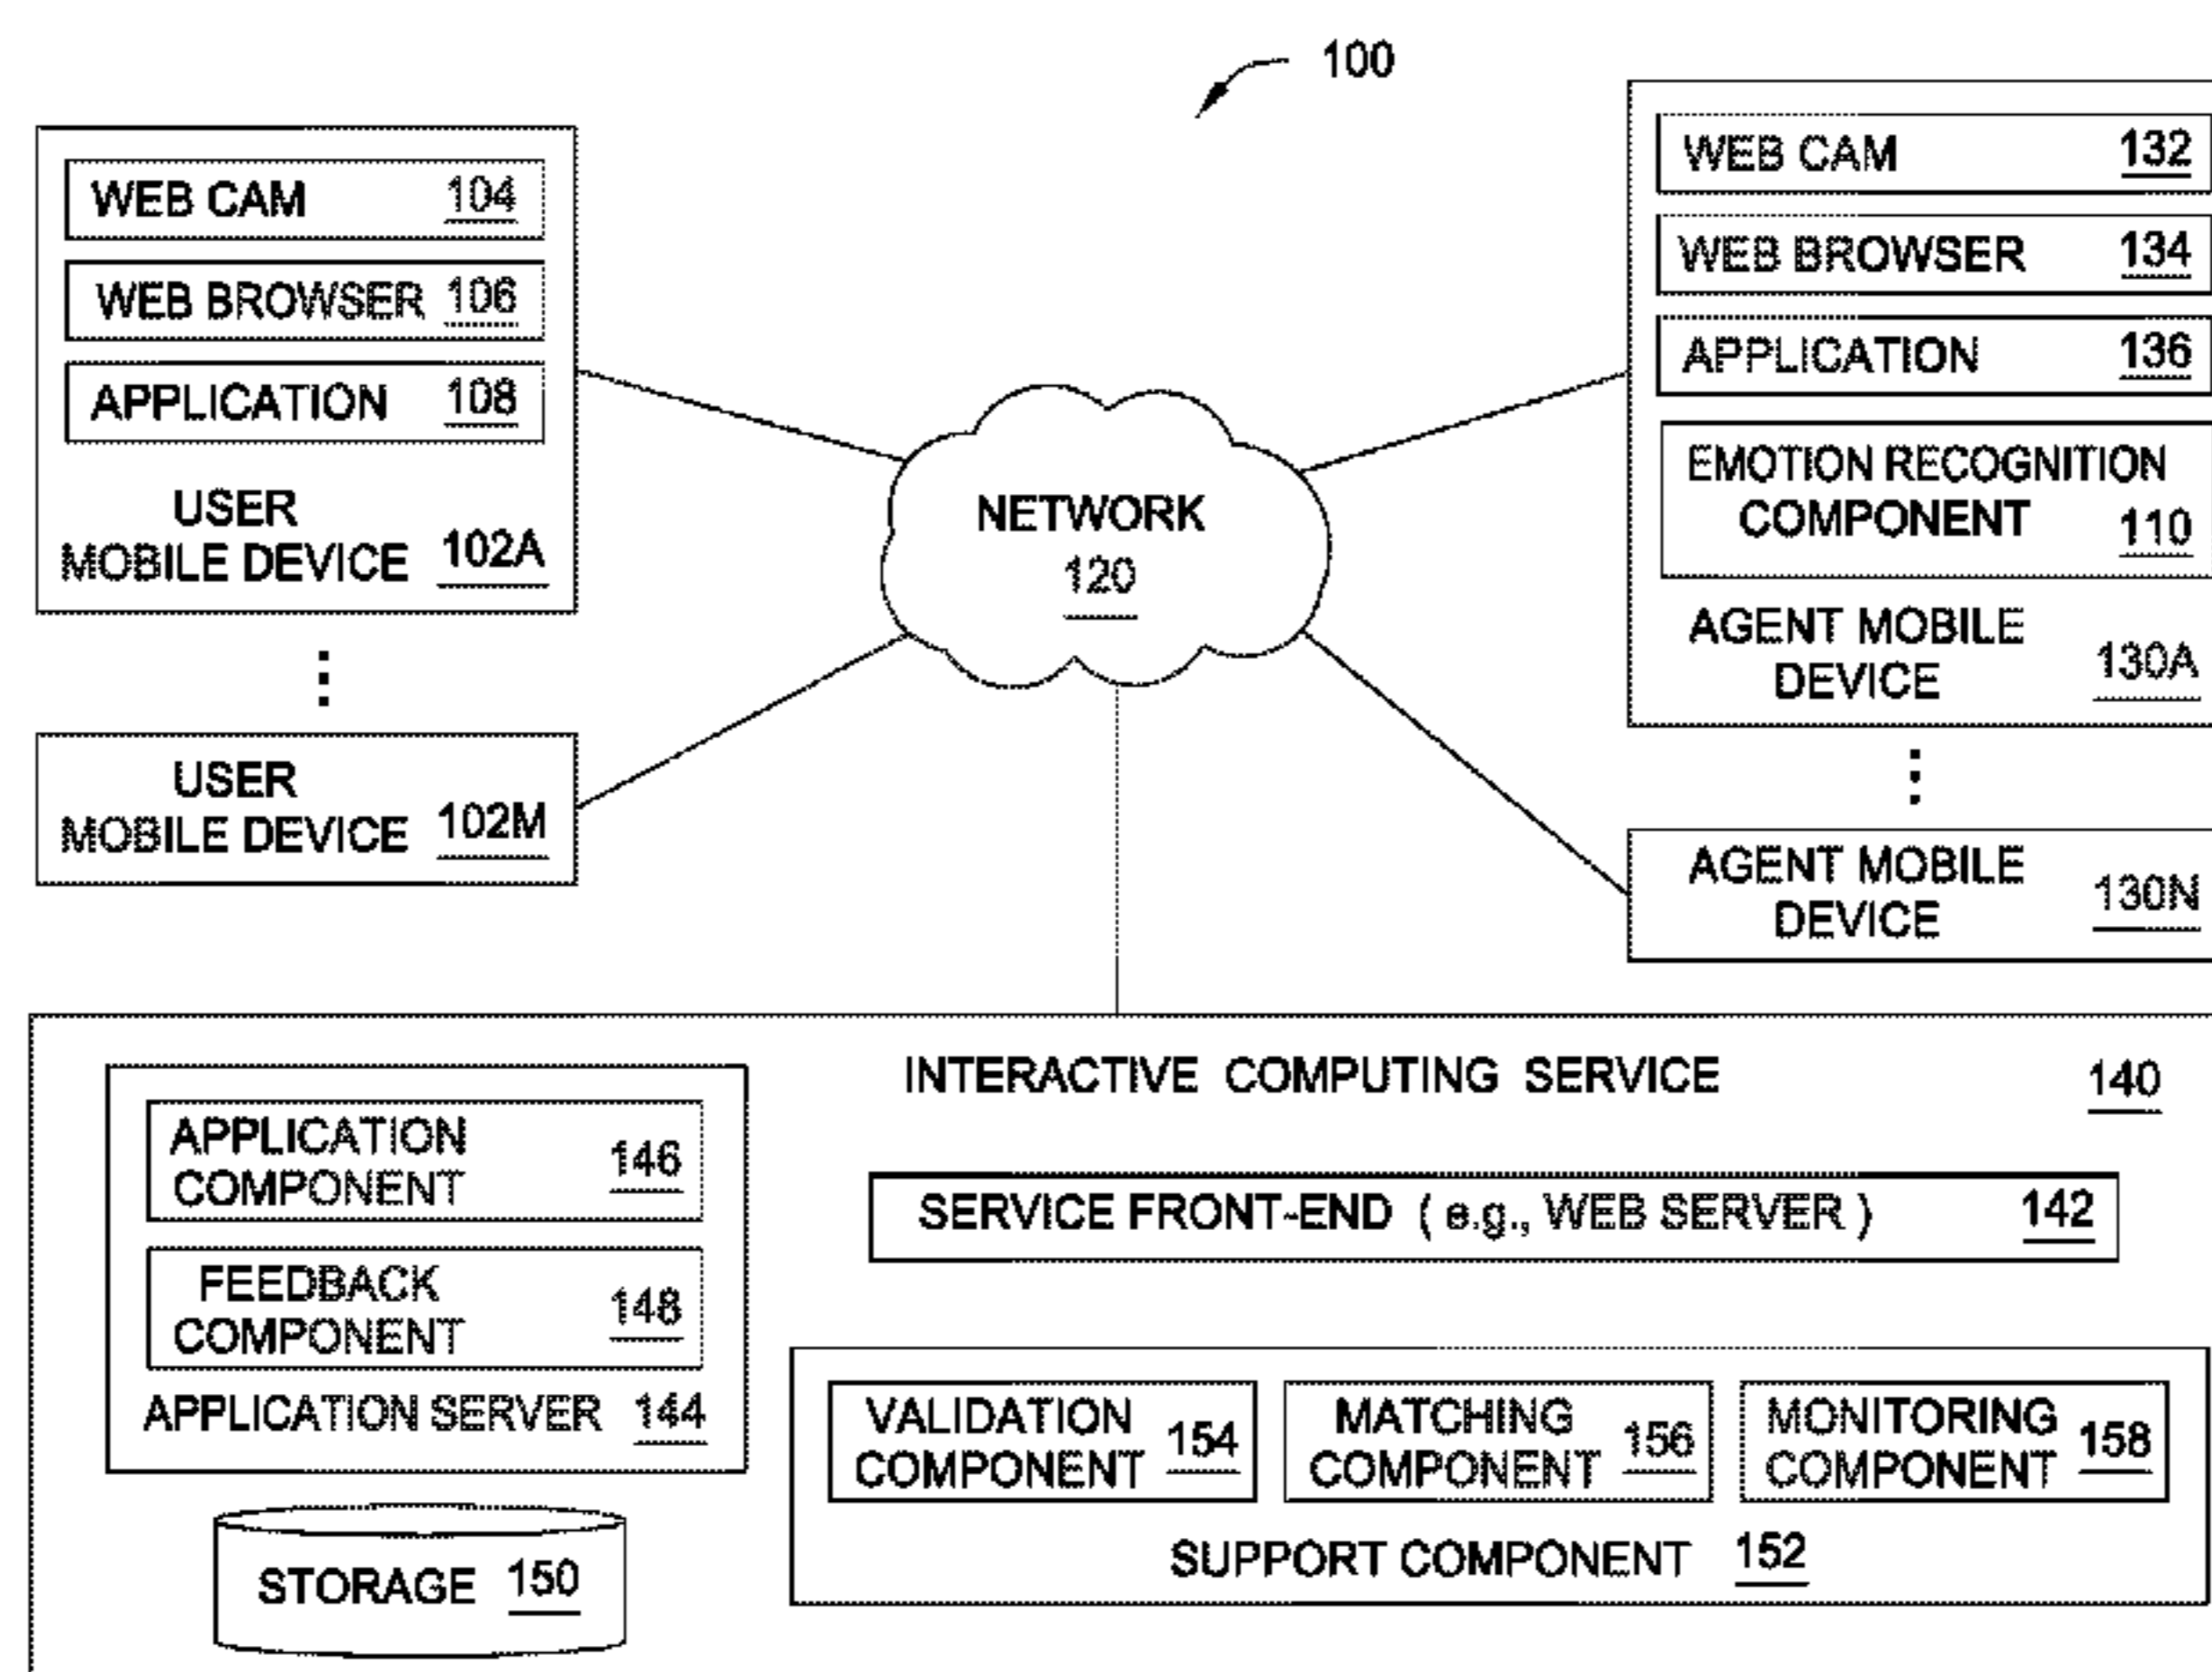 100
WEB CAM 104
WEB BROWSER 106
APPLICATION 108
USER
MOBILE DEVICE 102A
USER
MOBILE DEVICE 102M
NETWORK
120
WEB CAM 132
WEB BROWSER 134
APPLICATION 136
EMOTION RECOGNITION
COMPONENT 110
AGENT MOBILE
DEVICE 130A
AGENT MOBILE
DEVICE 130N
INTERACTIVE COMPUTING SERVICE 140
APPLICATION
COMPONENT 146
FEEDBACK
COMPONENT 148
APPLICATION SERVER 144
STORAGE 150
SERVICE FRONT-END ( e.g., WEB SERVER ) 142
VALIDATION
COMPONENT 154
MATCHING
COMPONENT 156
MONITORING
COMPONENT 158
SUPPORT COMPONENT 152